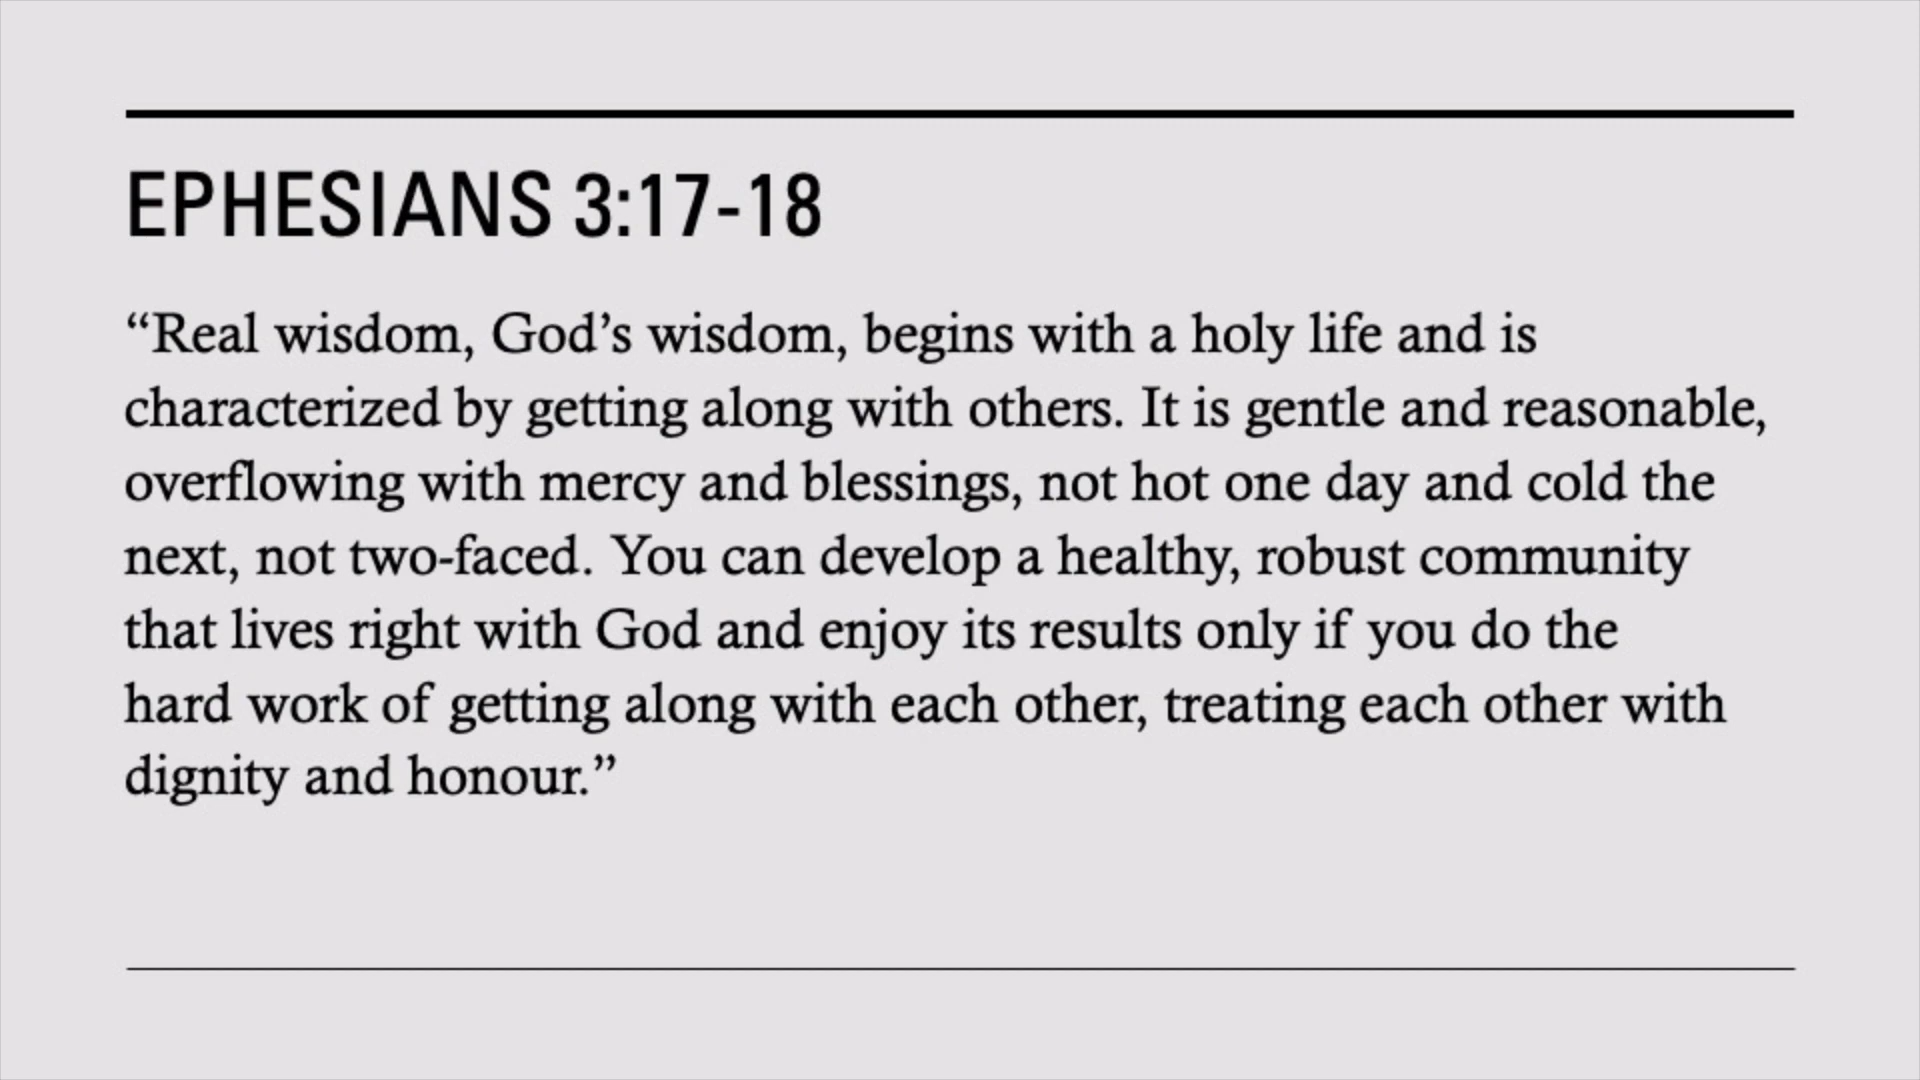 EPHESIANS 3:17-18
“Real wisdom, God’s wisdom, begins with a holy life and is
characterized by getting along with others. It is gentle and reasonable,
overflowing with mercy and blessings, not hot one day and cold the
next, not two-faced. You can develop a healthy, robust community
that lives right with God and enjoy its results only if you do the
hard work of getting along with each other, treating each other with
dignity and honour.”